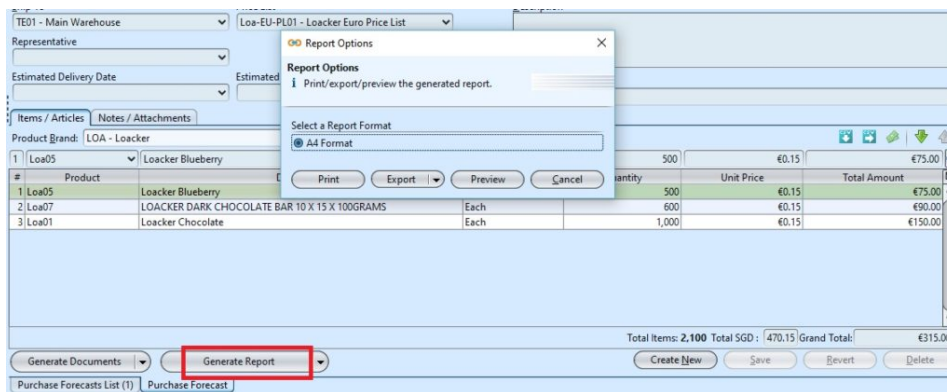 TE01 - Main Warehouse
Loa-EU-PL01 - Loacker Euro Price List
Representative
Estimated Delivery Date
Estimated
Report Options
Report Options
Print/export/preview the generated report.
Select a Report Format
A4 Format
Print Export Preview Cancel
Items / Articles Notes / Attachments
Product Brand: LOA - Loacker
1 Loa05 Loacker Blueberry 500 €0.15 €75.00
# Product D antity Unit Price Total Amount
1 Loa05 Loacker Blueberry 500 €0.15 €75.00
2 Loa07 LOACKER DARK CHOCOLATE BAR 10 X 15 X 100GRAMS Each 600 €0.15 €90.00
3 Loa01 Loacker Chocolate Each 1,000 €0.15 €150.00
Total Items: 2,100 Total SGD : 470.15 Grand Total: €315.0
Generate Documents Generate Report Create New Save Revert Delete
Purchase Forecasts List (1) Purchase Forecast